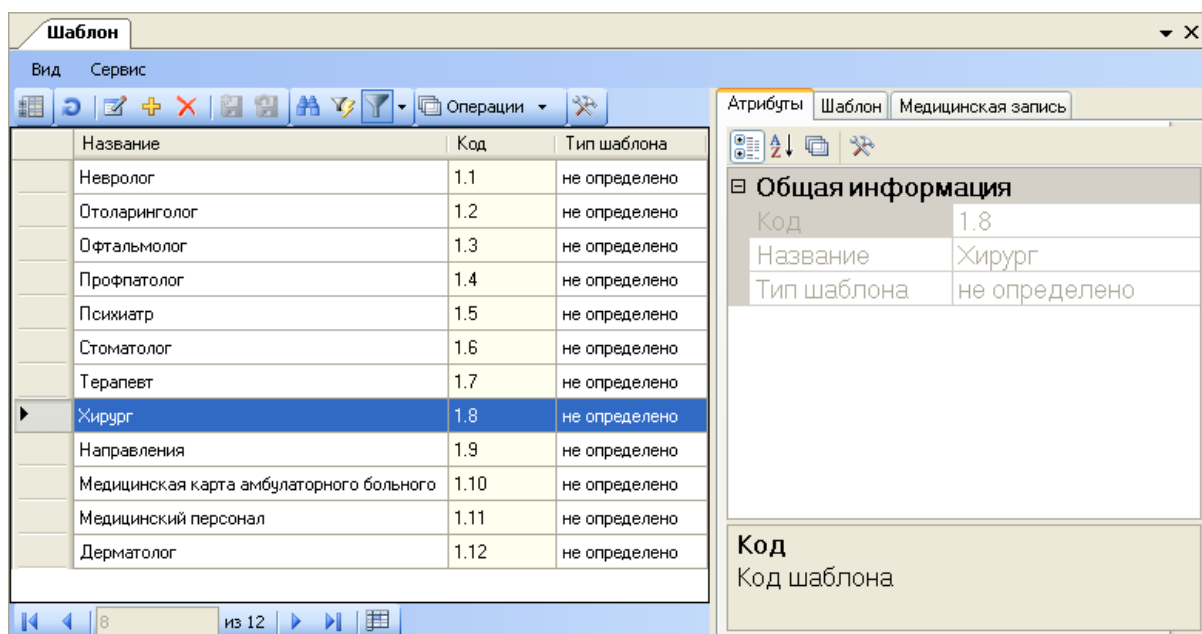 Шаблон
Вид Сервис
Операции
Название Код Тип шаблона
Невролог 1.1 не определено
Отоларинголог 1.2 не определено
Офтальмолог 1.3 не определено
Профпатолог 1.4 не определено
Психиатр 1.5 не определено
Стоматолог 1.6 не определено
Терапевт 1.7 не определено
Хирург 1.8 не определено
Направления 1.9 не определено
Медицинская карта амбулаторного больного 1.10 не определено
Медицинский персонал 1.11 не определено
Дерматолог 1.12 не определено
8 из 12
Атрибуты Шаблон Медицинская запись
Общая информация
Код 1.8
Название Хирург
Тип шаблона не определено
Код
Код шаблона